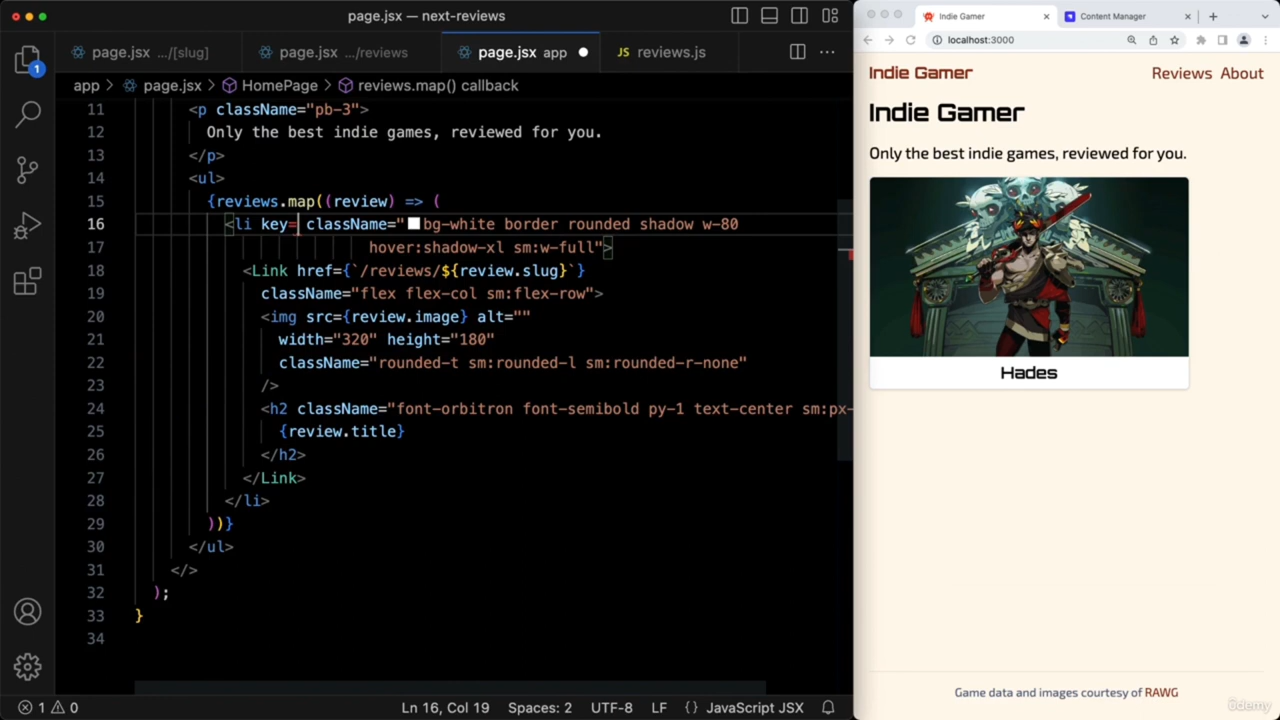 page.jsx — next-reviews
page.jsx .../[slug]
page.jsx .../reviews
page.jsx app
JS reviews.js
app > page.jsx > HomePage > reviews.map() callback
1
11 <p className="pb-3">
12 Only the best indie games, reviewed for you.
13 </p>
14 <ul>
15 {reviews.map((review) => (
16 <li key= className="bg-white border rounded shadow w-80
17 hover:shadow-xl sm:w-full">
18 <Link href={`/reviews/${review.slug}`}
19 className="flex flex-col sm:flex-row">
20 <img src={review.image} alt=""
21 width="320" height="180"
22 className="rounded-t sm:rounded-l sm:rounded-r-none"
23 />
24 <h2 className="font-orbitron font-semibold py-1 text-center sm:px-
25 {review.title}
26 </h2>
27 </Link>
28 </li>
29 ))}
30 </ul>
31 </>
32 );
33 }
34
1 0
Ln 16, Col 19
Spaces: 2
UTF-8
LF
{} JavaScript JSX
Indie Gamer
Content Manager
localhost:3000
Indie Gamer
Reviews About
Indie Gamer
Only the best indie games, reviewed for you.
Hades
Game data and images courtesy of RAWG
ûdemy